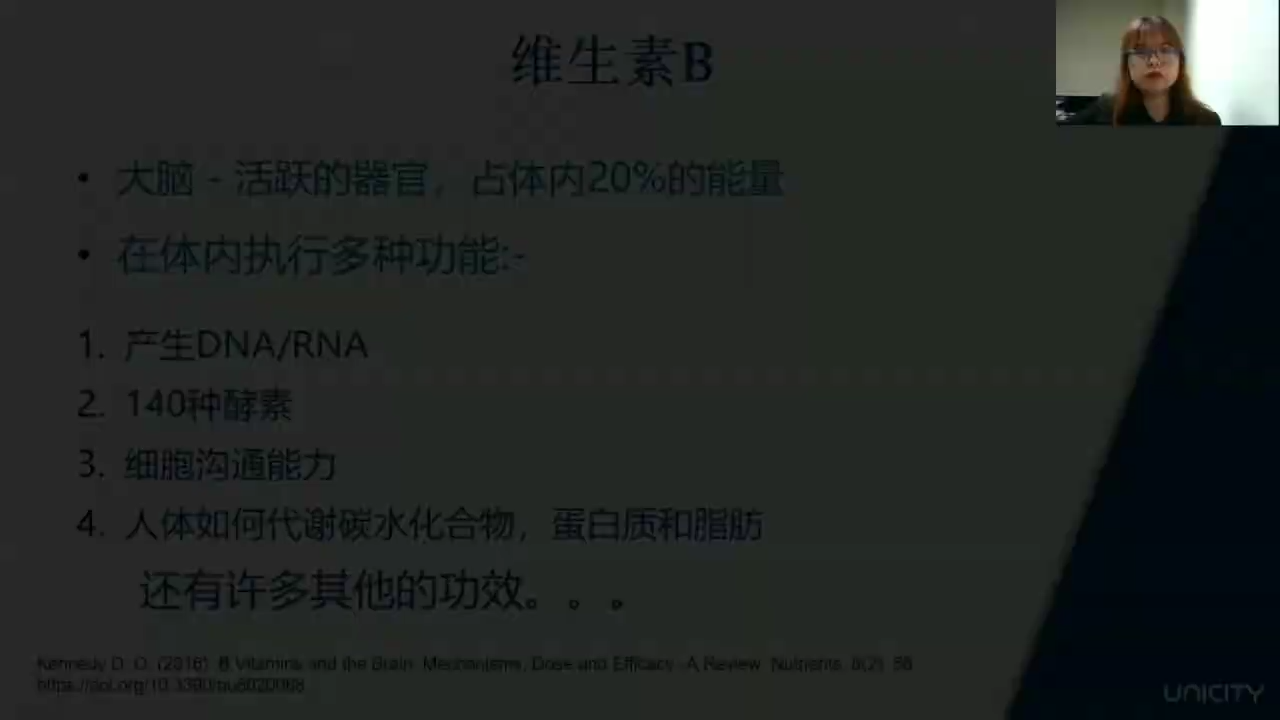 维生素B
• 大脑 - 活跃的器官，占体内20%的能量
• 在体内执行多种功能:-
1. 产生DNA/RNA
2. 140种酵素
3. 细胞沟通能力
4. 人体如何代谢碳水化合物，蛋白质和脂肪
还有许多其他的功效。。。
Kennedy D. O. (2016). B Vitamins and the Brain: Mechanisms, Dose and Efficacy--A Review. Nutrients, 8(2), 68.
https://doi.org/10.3390/nu8020068
UNICITY